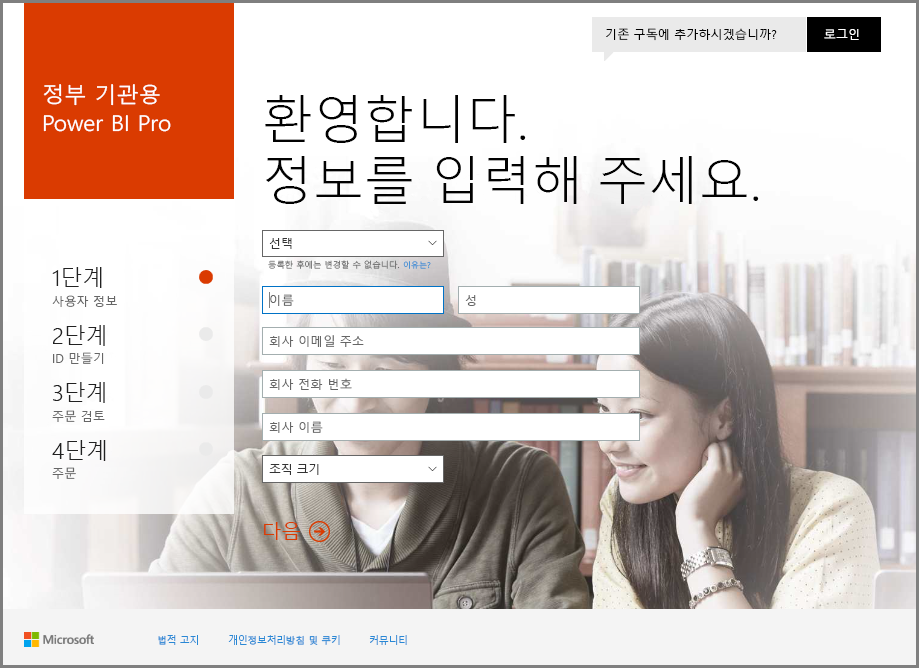 기존 구독에 추가하시겠습니까?
로그인
정부 기관용
Power BI Pro
환영합니다.
정보를 입력해 주세요.
1단계
사용자 정보
2단계
ID 만들기
3단계
주문 검토
4단계
주문
선택
등록한 후에는 변경할 수 없습니다. 이유는?
이름
성
회사 이메일 주소
회사 전화 번호
회사 이름
조직 크기
다음
Microsoft
법적 고지
개인정보처리방침 및 쿠키
커뮤니티